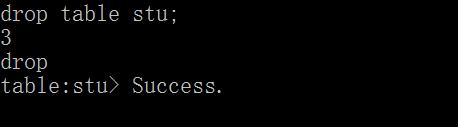 drop table stu;
3
drop
table:stu> Success.